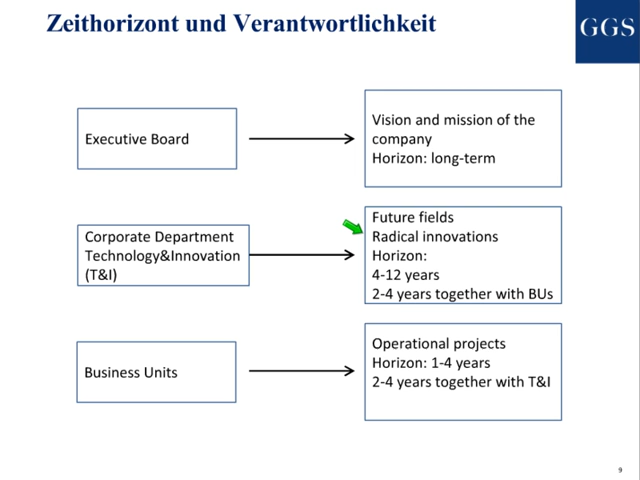 Zeithorizont und Verantwortlichkeit
GGS
Executive Board
Vision and mission of the
company
Horizon: long-term
Corporate Department
Technology&Innovation
(T&I)
Future fields
Radical innovations
Horizon:
4-12 years
2-4 years together with BUs
Business Units
Operational projects
Horizon: 1-4 years
2-4 years together with T&I
9